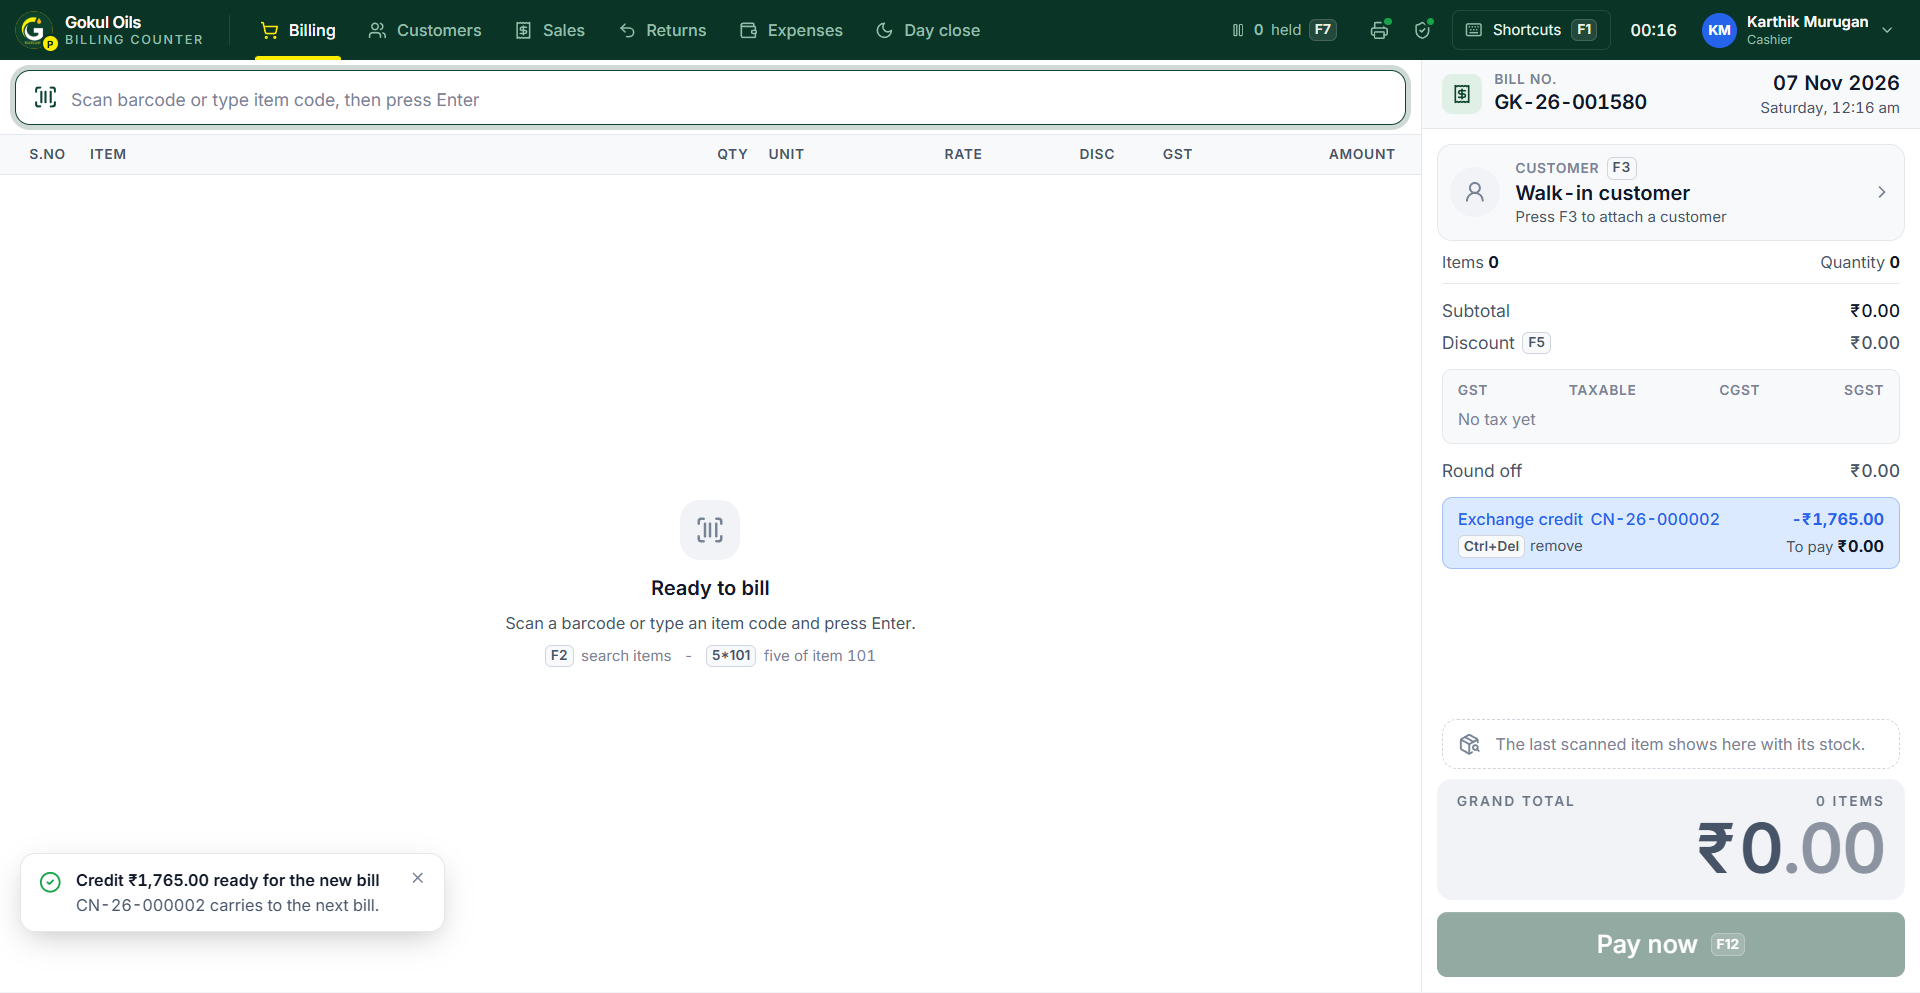 Gokul Oils
BILLING COUNTER
Billing
Customers
Sales
Returns
Expenses
Day close
0 held F7
Shortcuts F1
00:16
KM
Karthik Murugan
Cashier
Scan barcode or type item code, then press Enter
S.NO ITEM QTY UNIT RATE DISC GST AMOUNT
Ready to bill
Scan a barcode or type an item code and press Enter.
F2 search items - 5*101 five of item 101
Credit ₹1,765.00 ready for the new bill
CN-26-000002 carries to the next bill.
BILL NO.
GK-26-001580
07 Nov 2026
Saturday, 12:16 am
CUSTOMER F3
Walk-in customer
Press F3 to attach a customer
Items 0 Quantity 0
Subtotal ₹0.00
Discount F5 ₹0.00
GST TAXABLE CGST SGST
No tax yet
Round off ₹0.00
Exchange credit CN-26-000002 -₹1,765.00
Ctrl+Del remove To pay ₹0.00
The last scanned item shows here with its stock.
GRAND TOTAL 0 ITEMS
₹0.00
Pay now F12